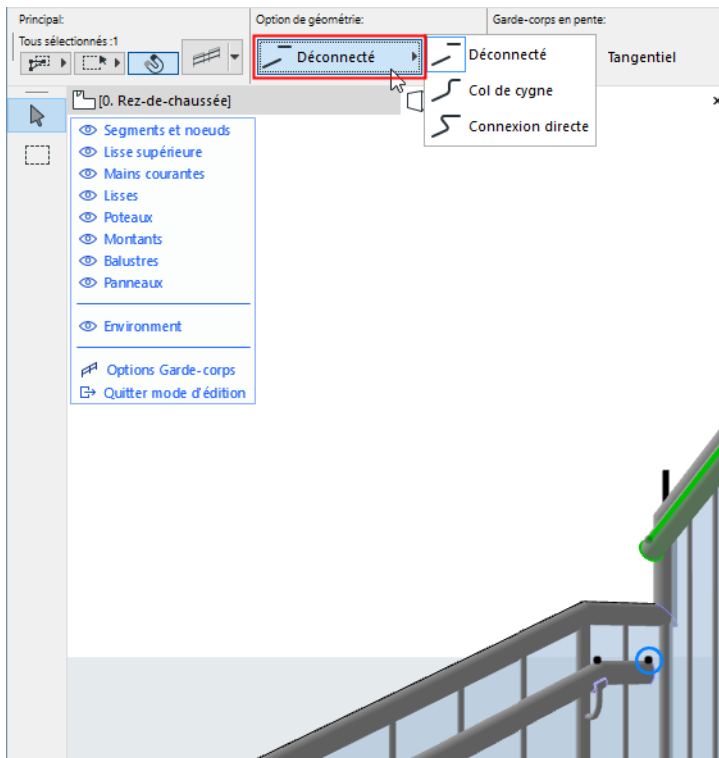 Principal:
Option de géométrie:
Garde-corps en pente:
Tous sélectionnés :1
Déconnecté
Déconnecté
Tangentiel
Col de cygne
Connexion directe
[0. Rez-de-chaussée]
Segments et noeuds
Lisse supérieure
Mains courantes
Lisses
Poteaux
Montants
Balustres
Panneaux
Environment
Options Garde-corps
Quitter mode d'édition